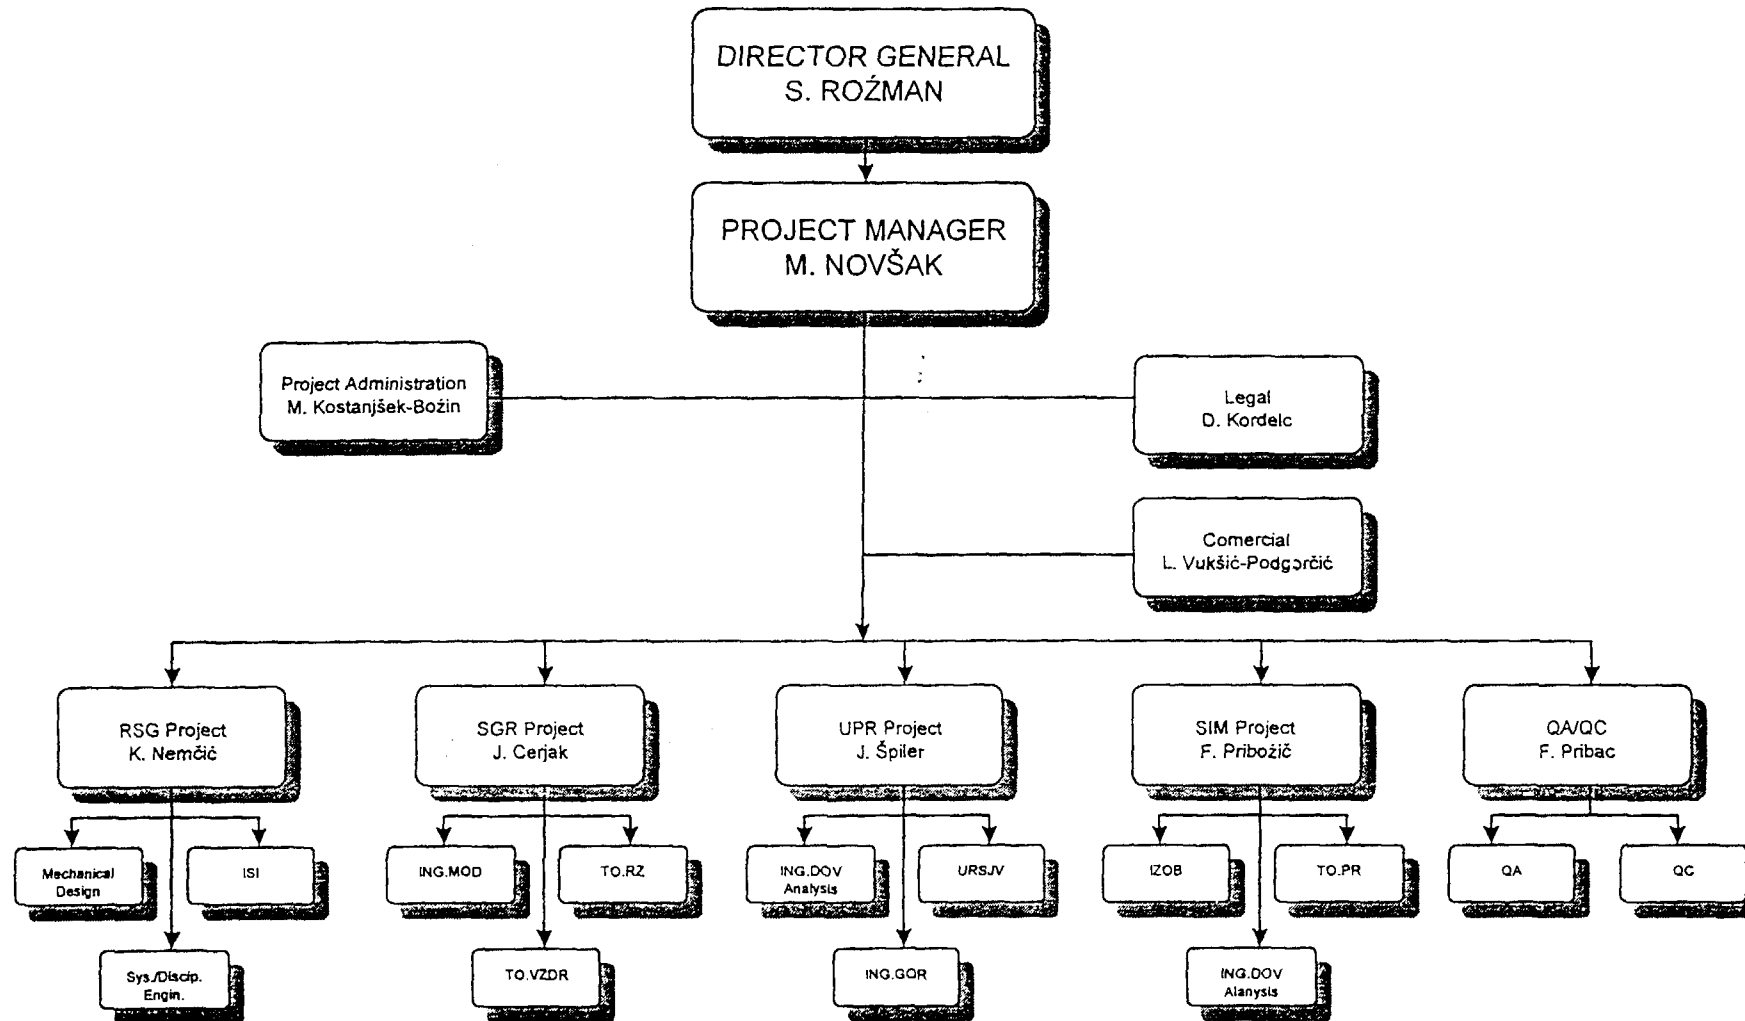 DIRECTOR GENERAL
S. ROŹMAN
PROJECT MANAGER
M. NOVŠAK
Project Administration
M. Kostanjšek-Božin
Legal
D. Kordelc
Comercial
L. Vukšić-Podgorčić
RSG Project
K. Nemčić
SGR Project
J. Cerjak
UPR Project
J. Špiler
SIM Project
F. Pribožič
QA/QC
F. Pribac
Mechanical
Design
ISI
ING.MOD
TO.RZ
ING.DOV
Analysis
URSJV
IZOB
TO.PR
QA
QC
Sys./Discip.
Engin.
TO.VZDR
ING.GOR
ING.DOV
Alanysis